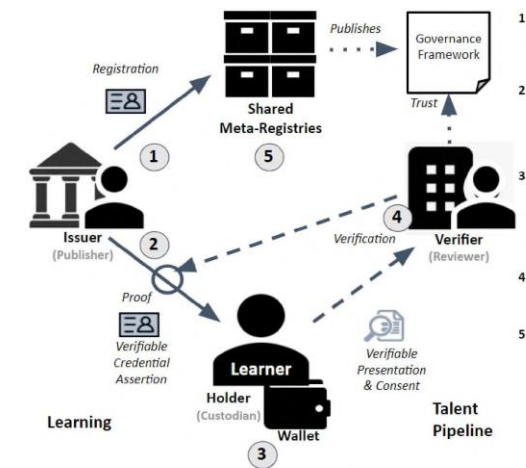 Publishes
Governance
Framework
Registration
Trust
Shared
Meta-Registries
1
5
Issuer
(Publisher)
2
4
Verification
Verifier
(Reviewer)
Proof
Verifiable
Credential
Assertion
Learner
Verifiable
Presentation
& Consent
Holder
(Custodian)
Wallet
Learning
Talent
Pipeline
3
1
2
3
4
5